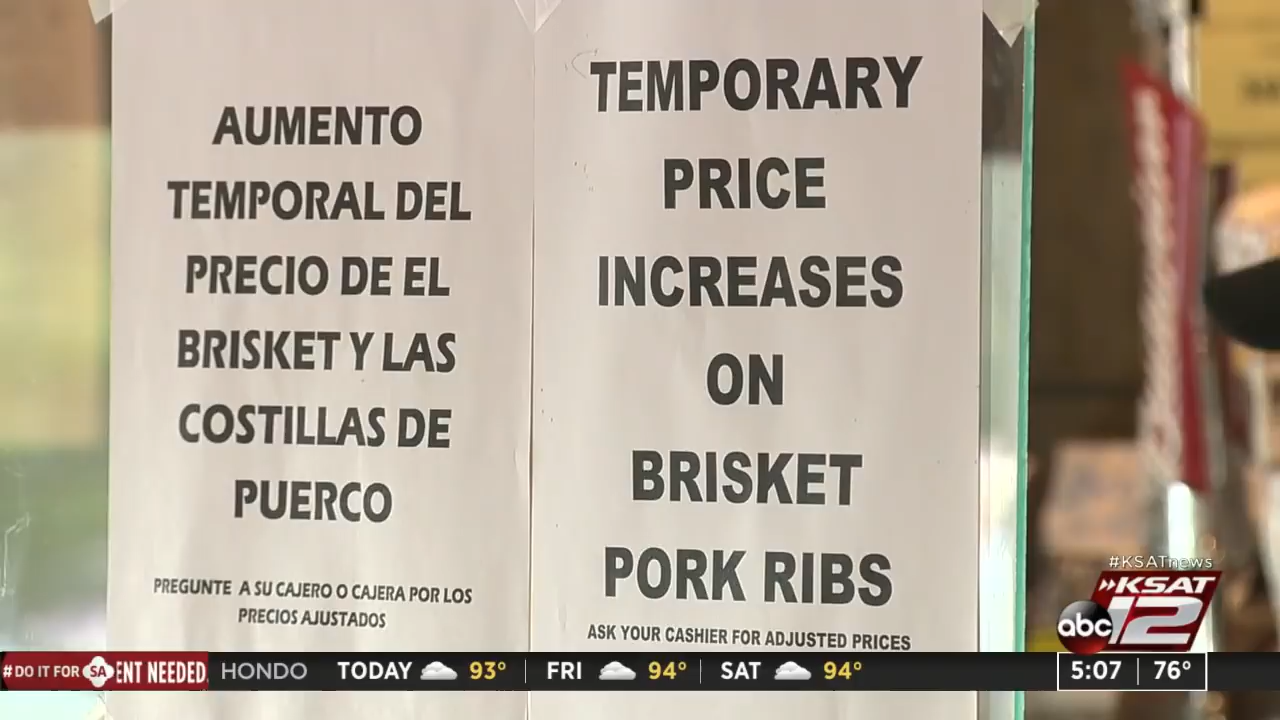 AUMENTO
TEMPORAL DEL
PRECIO DE EL
BRISKET Y LAS
COSTILLAS DE
PUERCO
PREGUNTE A SU CAJERO O CAJERA POR LOS
PRECIOS AJUSTADOS
TEMPORARY
PRICE
INCREASES
ON
BRISKET
PORK RIBS
ASK YOUR CASHIER FOR ADJUSTED PRICES
#KSATnews
KSAT
abc 12
#DO IT FOR SA ENT NEEDED. HONDO TODAY 93° FRI 94° SAT 94° 5:07 76°